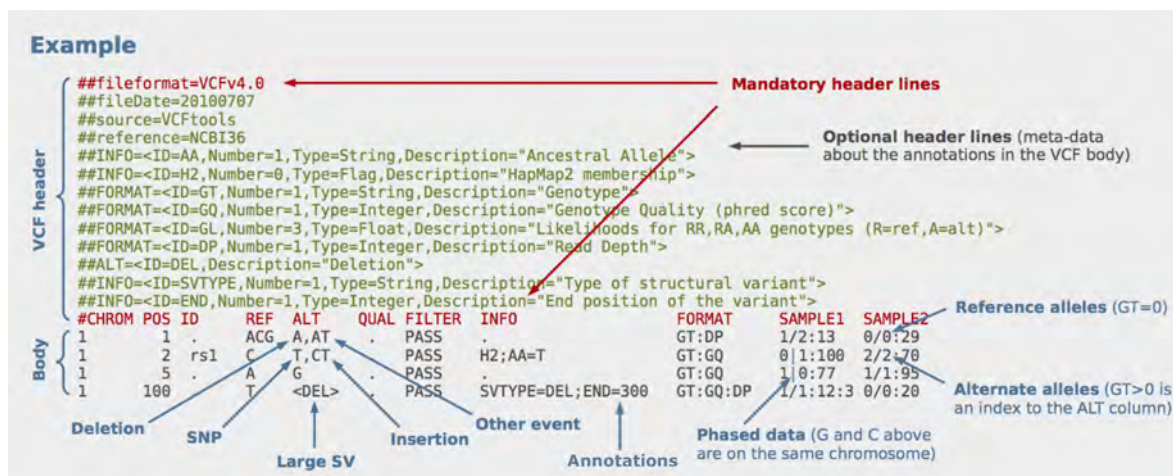 Example
##fileformat=VCFv4.0
Mandatory header lines
##fileDate=20100707
##source=VCFtools
##reference=NCBI36
Optional header lines (meta-data
about the annotations in the VCF body)
##INFO=<ID=AA,Number=1,Type=String,Description="Ancestral Allele">
##INFO=<ID=H2,Number=0,Type=Flag,Description="HapMap2 membership">
##FORMAT=<ID=GT,Number=1,Type=String,Description="Genotype">
##FORMAT=<ID=GQ,Number=1,Type=Integer,Description="Genotype Quality (phred score)">
##FORMAT=<ID=GL,Number=3,Type=Float,Description="Likelihoods for RR,RA,AA genotypes (R=ref,A=alt)">
##FORMAT=<ID=DP,Number=1,Type=Integer,Description="Read Depth">
##ALT=<ID=DEL,Description="Deletion">
##INFO=<ID=SVTYPE,Number=1,Type=String,Description="Type of structural variant">
##INFO=<ID=END,Number=1,Type=Integer,Description="End position of the variant">
VCF header
Reference alleles (GT=0)
#CHROM POS ID REF ALT QUAL FILTER INFO FORMAT SAMPLE1 SAMPLE2
1 1 . ACG A,AT . PASS . GT:DP 1/2:13 0/0:29
1 2 rs1 C T,CT . PASS H2;AA=T GT:GQ 0|1:100 2/2:70
1 5 . A G . PASS . GT:GQ 1|0:77 1/1:95
1 100 T <DEL> . PASS SVTYPE=DEL;END=300 GT:GQ:DP 1/1:12:3 0/0:20
Body
Alternate alleles (GT>0 is
an index to the ALT column)
Deletion
SNP
Large SV
Insertion
Other event
Annotations
Phased data (G and C above
are on the same chromosome)